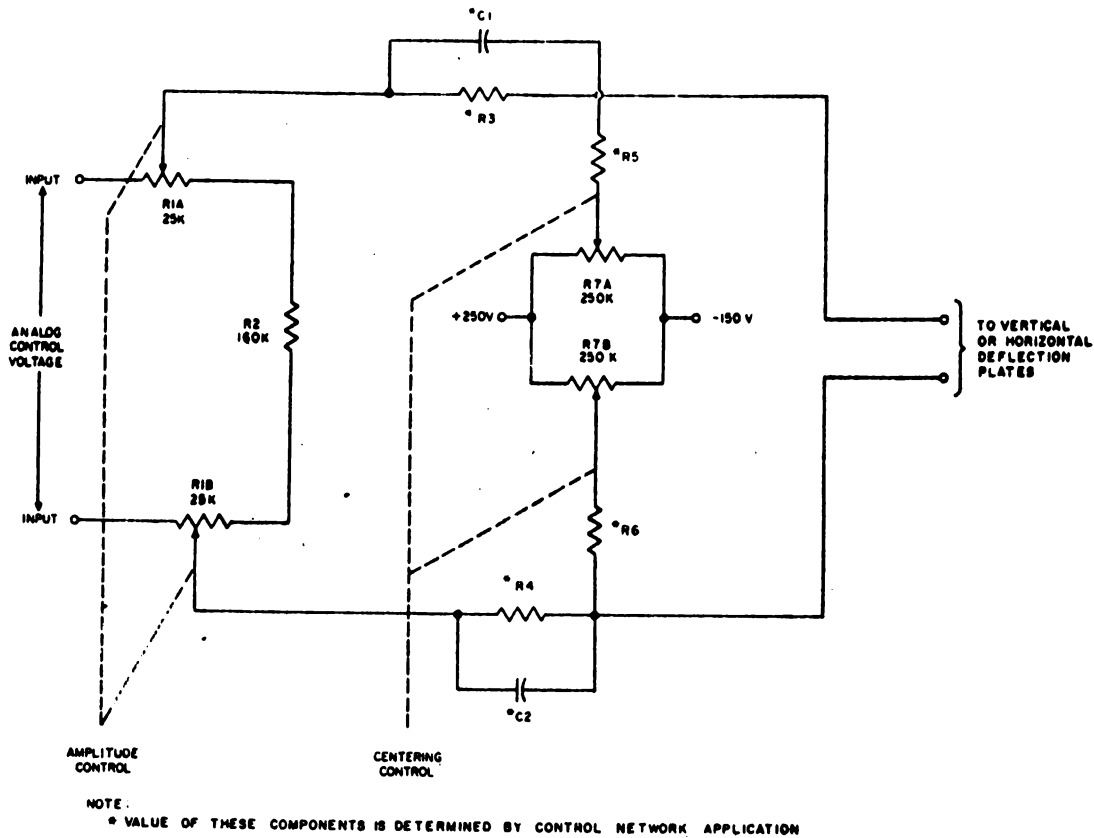 *C1
*R3
*R5
INPUT
R1A
25K
R7A
250K
+250V
-150 V
R7B
250 K
R2
160K
ANALOG
CONTROL
VOLTAGE
TO VERTICAL
OR HORIZONTAL
DEFLECTION
PLATES
R1B
25K
INPUT
*R6
*R4
*C2
AMPLITUDE
CONTROL
CENTERING
CONTROL
NOTE:
* VALUE OF THESE COMPONENTS IS DETERMINED BY CONTROL NETWORK APPLICATION